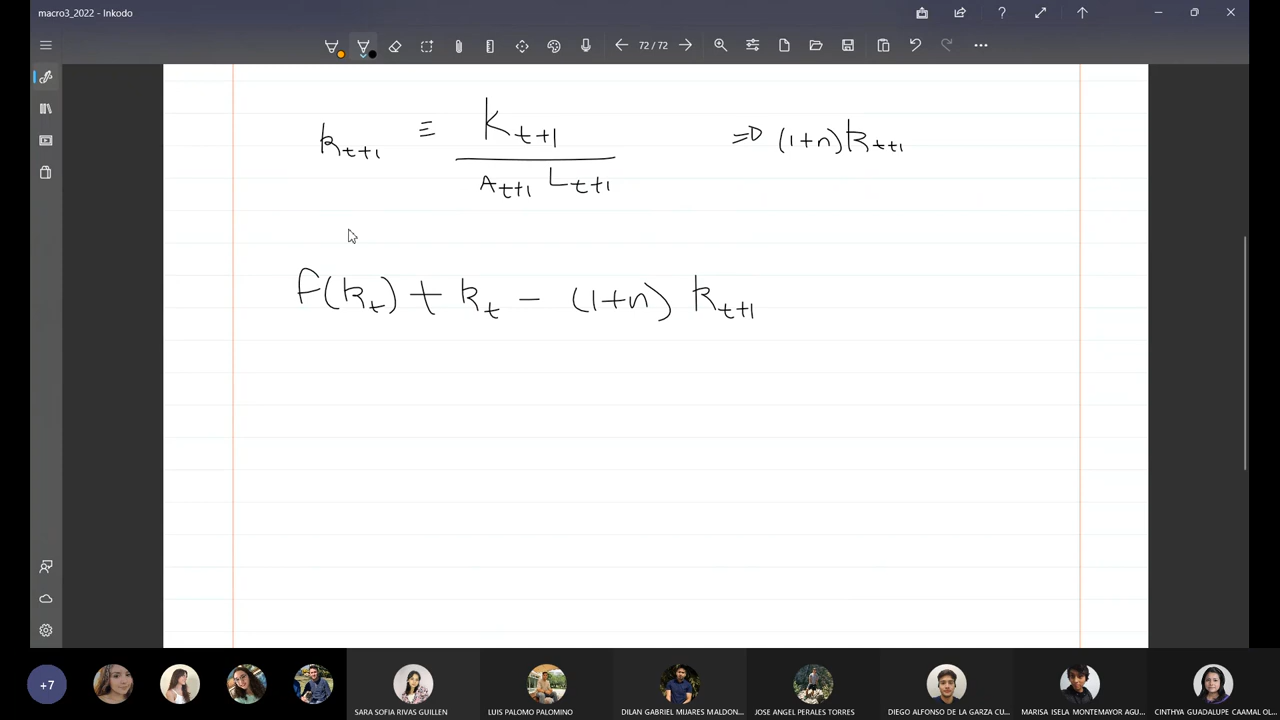 macro3_2022 - Inkodo
72 / 72
k_{t+1} ≡ K_{t+1} / A_{t+1} L_{t+1} ⇒ (1+n)k_{t+1}
f(k_t) + k_t - (1+n) k_{t+1}
+7
SARA SOFIA RIVAS GUILLEN
LUIS PALOMO PALOMINO
DILAN GABRIEL MIJARES MALDON...
JOSE ANGEL PERALES TORRES
DIEGO ALFONSO DE LA GARZA CU...
MARISA ISELA MONTEMAYOR AGU...
CINTHYA GUADALUPE CAAMAL OL...